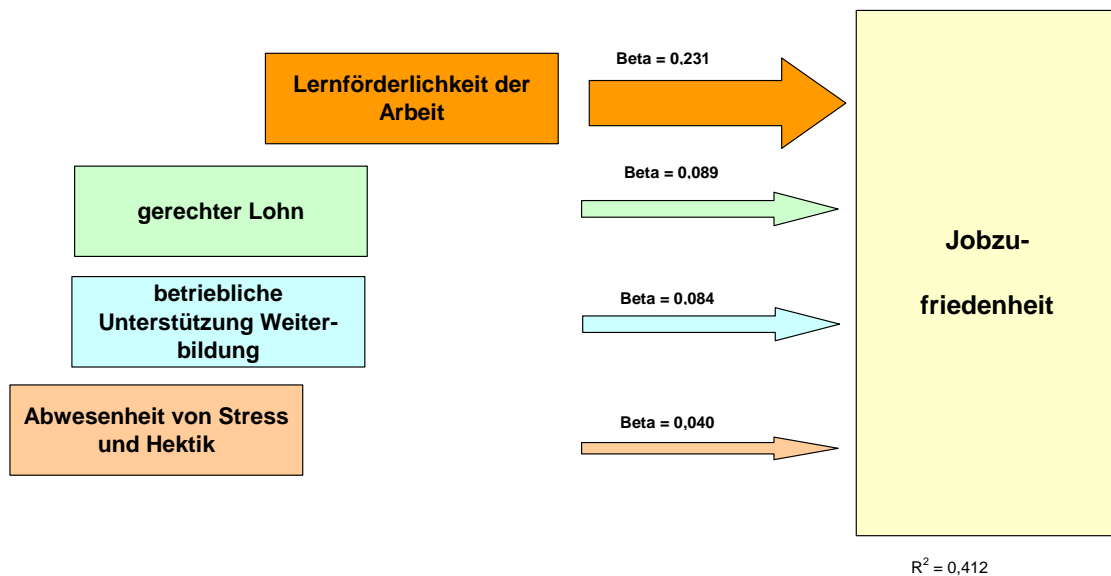 Lernförderlichkeit der
Arbeit
Beta = 0,231
gerechter Lohn
Beta = 0,089
betriebliche
Unterstützung Weiter-
bildung
Beta = 0,084
Abwesenheit von Stress
und Hektik
Beta = 0,040
Jobzu-
friedenheit
R² = 0,412